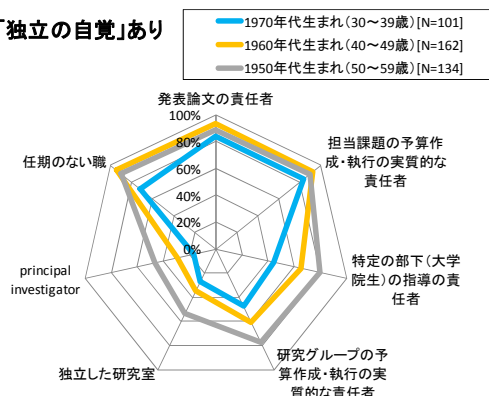 「独立の自覚」あり
1970年代生まれ(30～39歳)[N=101]
1960年代生まれ(40～49歳)[N=162]
1950年代生まれ(50～59歳)[N=134]
発表論文の責任者
100%
80%
60%
40%
20%
0%
担当課題の予算作
成・執行の実質的な
責任者
特定の部下(大学
院生)の指導の責
任者
研究グループの予
算作成・執行の実
質的な責任者
独立した研究室
principal
investigator
任期のない職